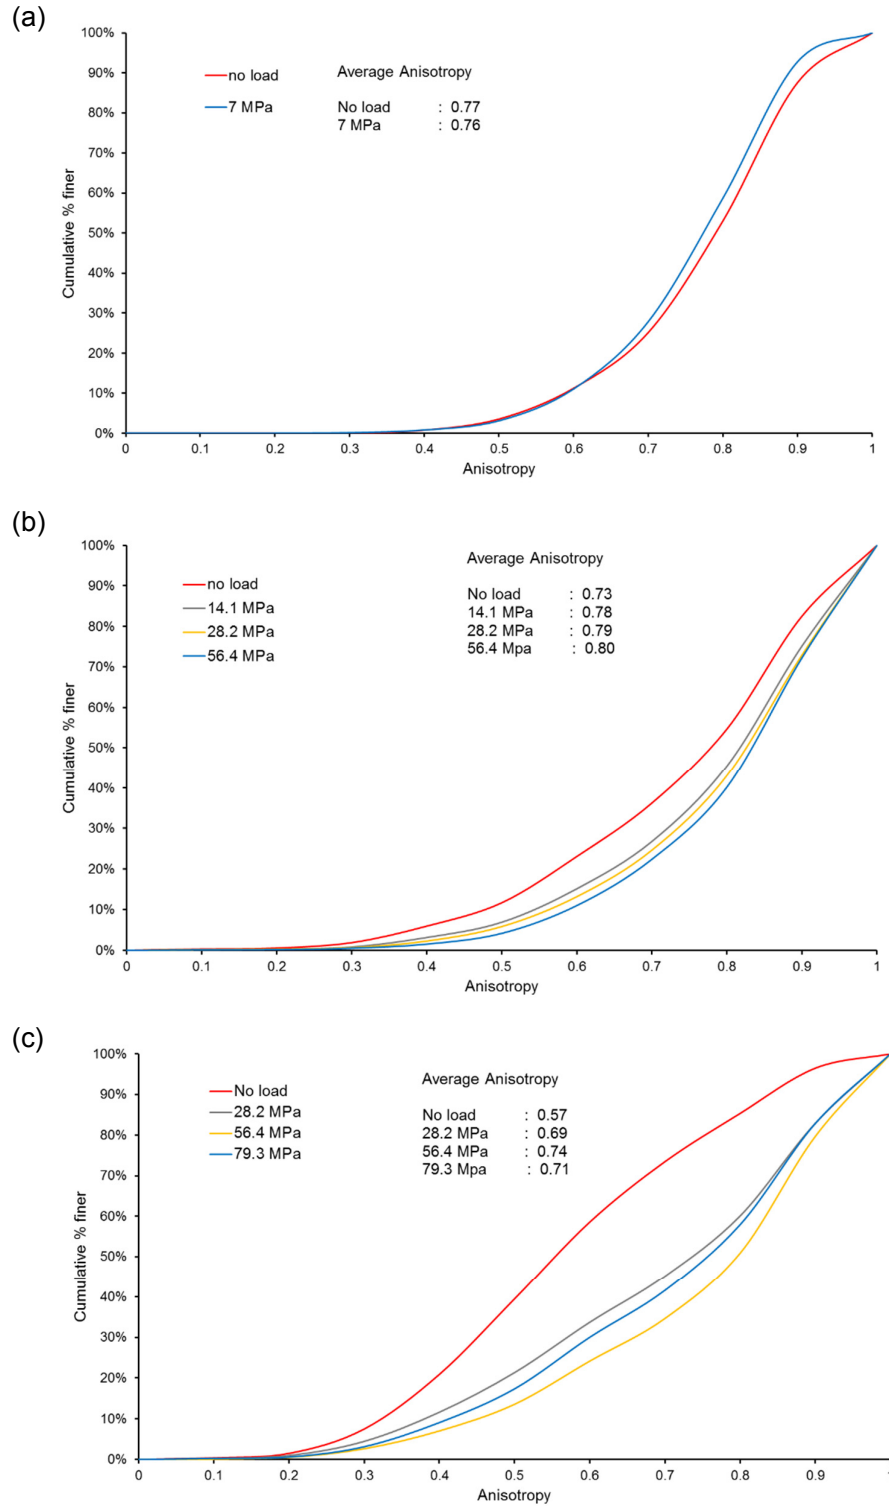 (a)
100%
90%
80%
70%
60%
50%
40%
30%
20%
10%
0%
Cumulative % finer
no load
7 MPa
Average Anisotropy
No load : 0.77
7 MPa : 0.76
0 0.1 0.2 0.3 0.4 0.5 0.6 0.7 0.8 0.9 1
Anisotropy
(b)
100%
90%
80%
70%
60%
50%
40%
30%
20%
10%
0%
Cumulative % finer
no load
14.1 MPa
28.2 MPa
56.4 MPa
Average Anisotropy
No load : 0.73
14.1 MPa : 0.78
28.2 MPa : 0.79
56.4 Mpa : 0.80
0 0.1 0.2 0.3 0.4 0.5 0.6 0.7 0.8 0.9 1
Anisotropy
(c)
100%
90%
80%
70%
60%
50%
40%
30%
20%
10%
0%
Cumulative % finer
No load
28.2 MPa
56.4 MPa
79.3 MPa
Average Anisotropy
No load : 0.57
28.2 MPa : 0.69
56.4 MPa : 0.74
79.3 Mpa : 0.71
0 0.1 0.2 0.3 0.4 0.5 0.6 0.7 0.8 0.9
Anisotropy